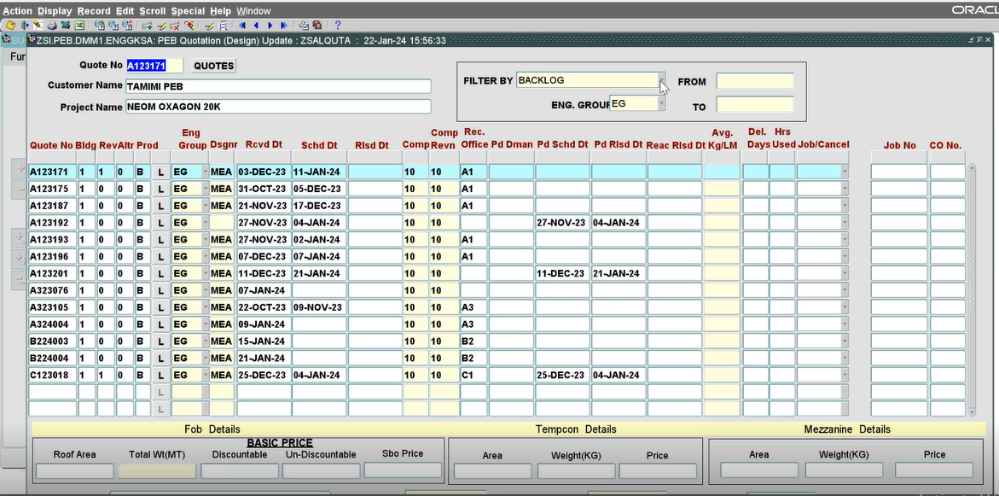 Action Display Record Edit Scroll Special Help Window
ORACL
ZSI.PEB.DMM1.ENGGKSA: PEB Quotation (Design) Update : ZSALQUTA : 22-Jan-24 15:56:33
Fur
Quote No A123171 QUOTES
Customer Name TAMIMI PEB
Project Name NEOM OXAGON 20K
FILTER BY BACKLOG FROM
ENG. GROUP EG TO
Quote No Bldg Rev Altr Prod Eng Group Dsgnr Rcvd Dt Schd Dt Rlsd Dt Comp Comp Revn Rec. Office Pd Dman Pd Schd Dt Pd Rlsd Dt Reac Rlsd Dt Avg. Kg/LM Del. Days Hrs Used Job/Cancel Job No CO No.
A123171 1 1 0 B L EG MEA 03-DEC-23 11-JAN-24 10 10 A1
A123175 1 0 0 B L EG MEA 31-OCT-23 05-DEC-23 10 10 A1
A123187 1 0 0 B L EG MEA 21-NOV-23 17-DEC-23 10 10 A1
A123192 1 0 0 B L EG 27-NOV-23 04-JAN-24 10 10 27-NOV-23 04-JAN-24
A123193 1 0 0 B L EG MEA 27-NOV-23 02-JAN-24 10 10 A1
A123196 1 0 0 B L EG MEA 07-DEC-23 07-JAN-24 10 10 A1
A123201 1 0 0 B L EG MEA 11-DEC-23 21-JAN-24 10 10 11-DEC-23 21-JAN-24
A323076 1 0 0 B L EG MEA 07-JAN-24 10 10
A323105 1 0 0 B L EG MEA 22-OCT-23 09-NOV-23 10 10 A3
A324004 1 0 0 B L EG MEA 09-JAN-24 10 10 A3
B224003 1 0 0 B L EG MEA 15-JAN-24 10 10 B2
B224004 1 0 0 B L EG MEA 21-JAN-24 10 10 B2
C123018 1 1 0 B L EG MEA 25-DEC-23 04-JAN-24 10 10 C1 25-DEC-23 04-JAN-24
L
L
Fob Details Tempcon Details Mezzanine Details
BASIC PRICE
Roof Area Total Wt(MT) Discountable Un-Discountable Sbo Price Area Weight(KG) Price Area Weight(KG) Price